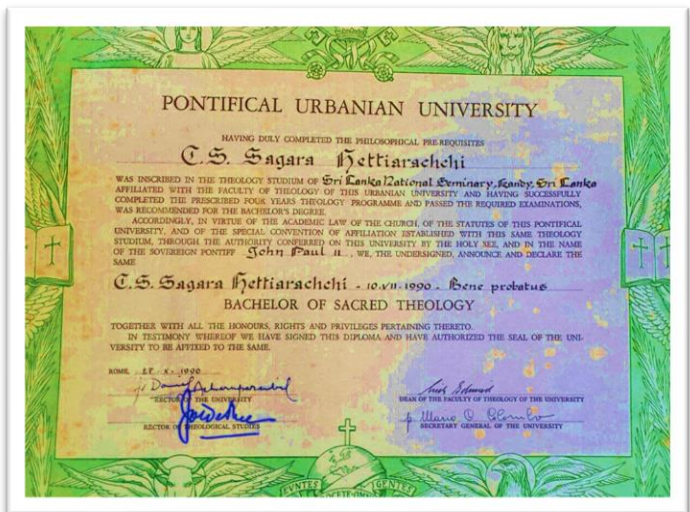 PONTIFICAL URBANIAN UNIVERSITY
HAVING DULY COMPLETED THE PHILOSOPHICAL PRE-REQUISITES
C.S. Sagara Hettiarachchi
WAS INSCRIBED IN THE THEOLOGY STUDIUM OF Sri Lanka National Seminary, Kandy, Sri Lanka
AFFILIATED WITH THE FACULTY OF THEOLOGY OF THIS URBANIAN UNIVERSITY AND HAVING SUCCESSFULLY
COMPLETED THE PRESCRIBED FOUR YEARS THEOLOGY PROGRAMME AND PASSED THE REQUIRED EXAMINATIONS,
WAS RECOMMENDED FOR THE BACHELOR'S DEGREE.
ACCORDINGLY, IN VIRTUE OF THE ACADEMIC LAW OF THE CHURCH, OF THE STATUTES OF THIS PONTIFICAL
UNIVERSITY, AND OF THE SPECIAL CONVENTION OF AFFILIATION ESTABLISHED WITH THIS SAME THEOLOGY
STUDIUM, THROUGH THE AUTHORITY CONFERRED ON THIS UNIVERSITY BY THE HOLY SEE, AND IN THE NAME
OF THE SOVEREIGN PONTIFF John Paul II, WE, THE UNDERSIGNED, ANNOUNCE AND DECLARE THE
SAME
C.S. Sagara Hettiarachchi - 10.VII.1990 - Bene probatus
BACHELOR OF SACRED THEOLOGY
TOGETHER WITH ALL THE HONOURS, RIGHTS AND PRIVILEGES PERTAINING THERETO.
IN TESTIMONY WHEREOF WE HAVE SIGNED THIS DIPLOMA AND HAVE AUTHORIZED THE SEAL OF THE UNI-
VERSITY TO BE AFFIXED TO THE SAME.
ROME, X. 1990
RECTOR OF THE UNIVERSITY
DEAN OF THE FACULTY OF THEOLOGY OF THE UNIVERSITY
RECTOR OF THEOLOGICAL STUDIES
SECRETARY GENERAL OF THE UNIVERSITY
EVNTES
DOCETE OMNES
GENTES